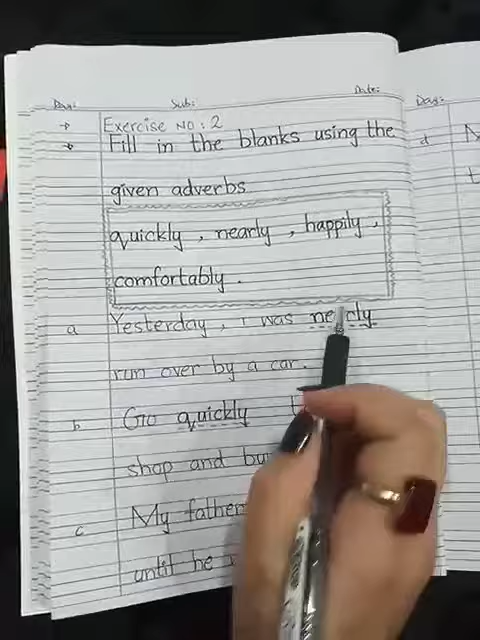 Day: Sub: Date:
Exercise NO: 2
Fill in the blanks using the
given adverbs
quickly , nearly , happily ,
comfortably .
a Yesterday , I was nearly
run over by a car.
b Go quickly
shop and
c My father
until he
Day:
d